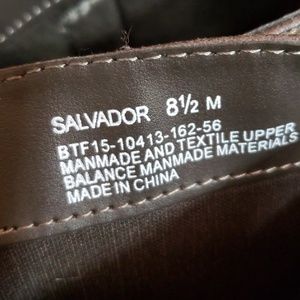 SALVADOR 8½ M
BTF15-10413-162-56
MANMADE AND TEXTILE UPPER
BALANCE MANMADE MATERIALS
MADE IN CHINA